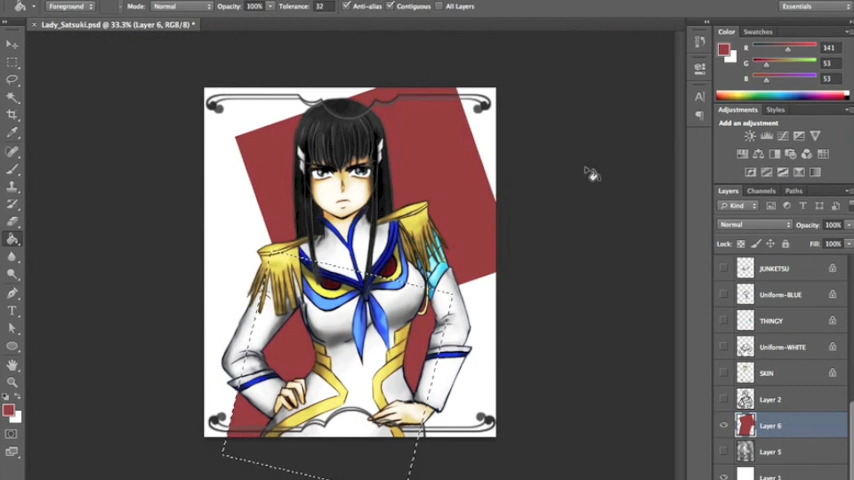 Foreground
Mode: Normal
Opacity: 100%
Tolerance: 32
Anti-alias
Contiguous
All Layers
Essentials
Lady_Satsuki.psd @ 33.3% (Layer 6, RGB/8) *
Color
Swatches
R
G 53
B 53
Adjustments
Styles
Add an adjustment
Layers
Channels
Paths
Kind
Normal
Opacity: 100%
Lock:
Fill: 100%
JUNKETSU
Uniform-BLUE
THINGY
Uniform-WHITE
SKIN
Layer 2
Layer 6
Layer 5
Layer 1